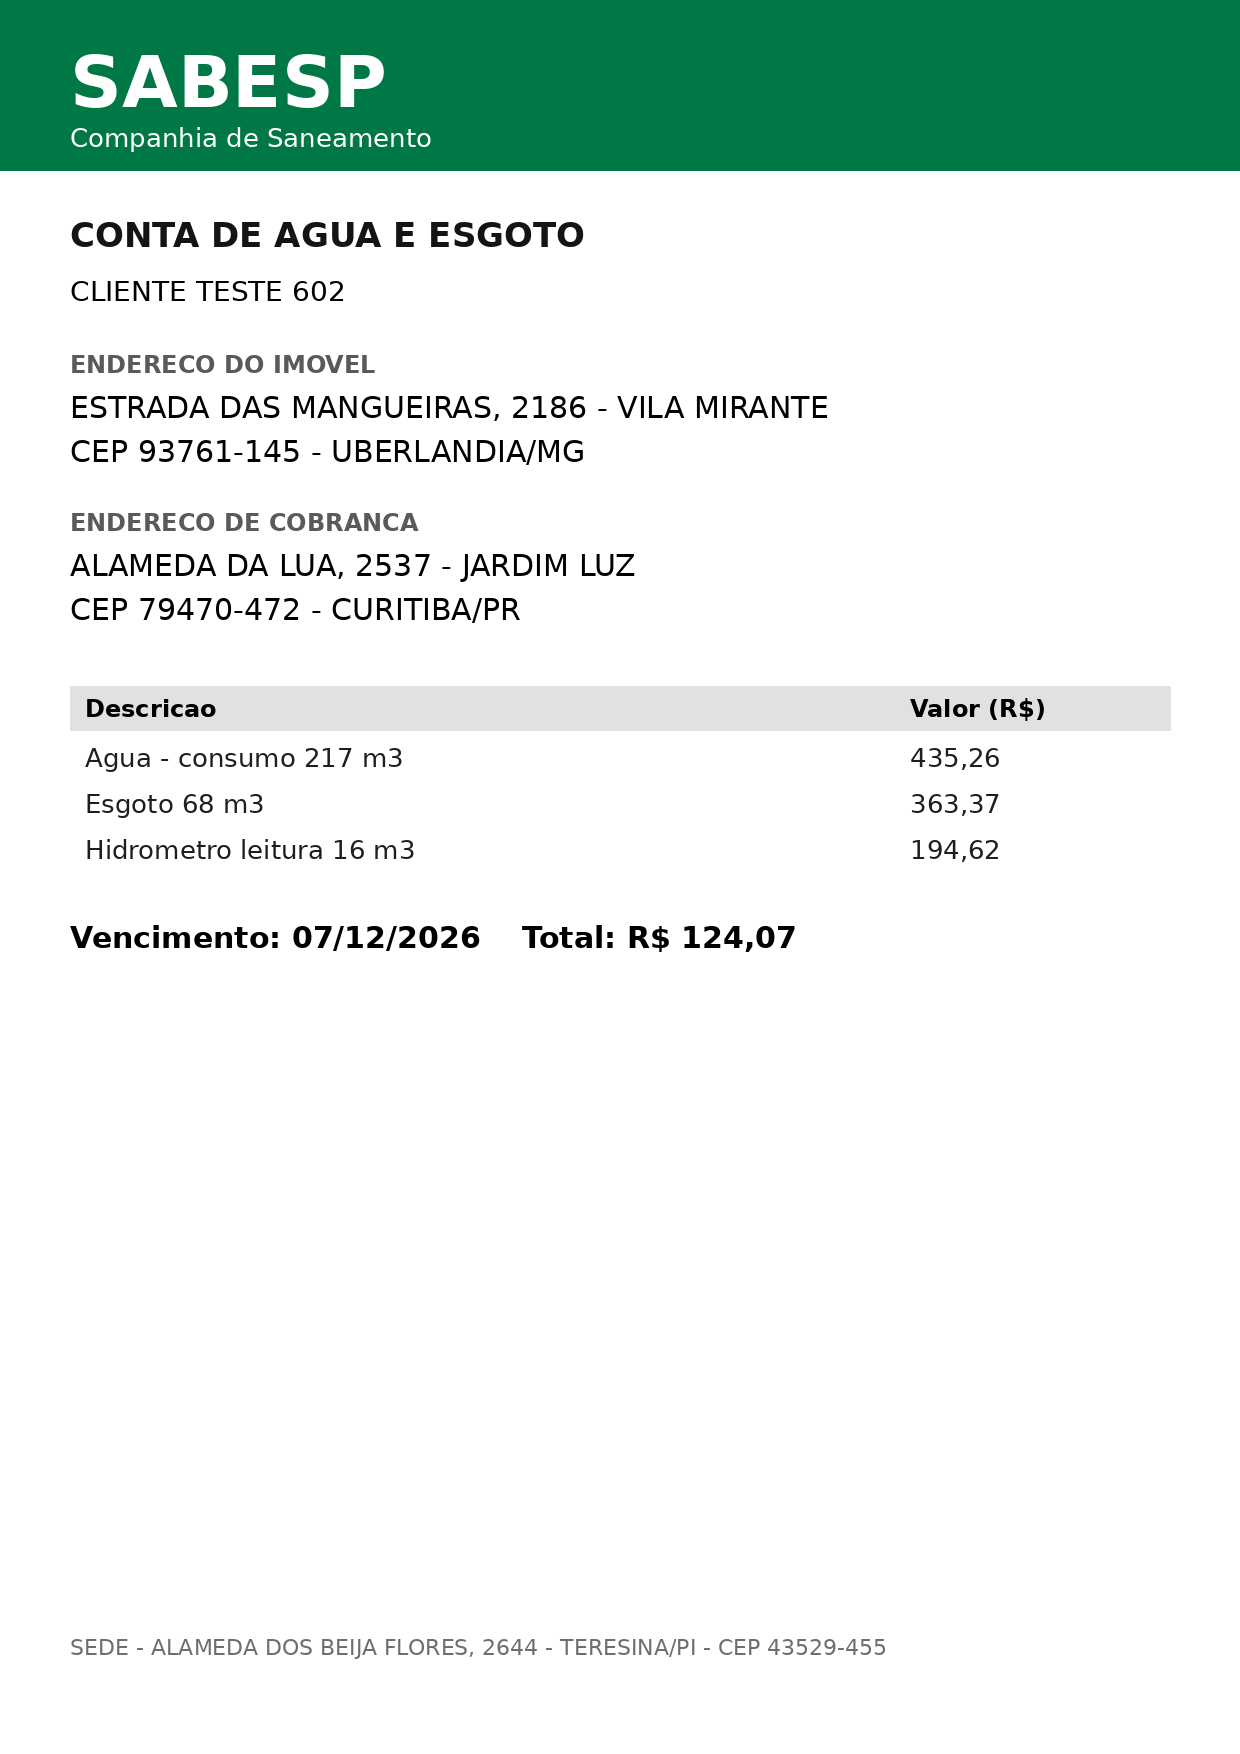 SABESP
Companhia de Saneamento
CONTA DE AGUA E ESGOTO
CLIENTE TESTE 602
ENDERECO DO IMOVEL
ESTRADA DAS MANGUEIRAS, 2186 - VILA MIRANTE
CEP 93761-145 - UBERLANDIA/MG
ENDERECO DE COBRANCA
ALAMEDA DA LUA, 2537 - JARDIM LUZ
CEP 79470-472 - CURITIBA/PR
Descricao Valor (R$)
Agua - consumo 217 m3 435,26
Esgoto 68 m3 363,37
Hidrometro leitura 16 m3 194,62
Vencimento: 07/12/2026 Total: R$ 124,07
SEDE - ALAMEDA DOS BEIJA FLORES, 2644 - TERESINA/PI - CEP 43529-455